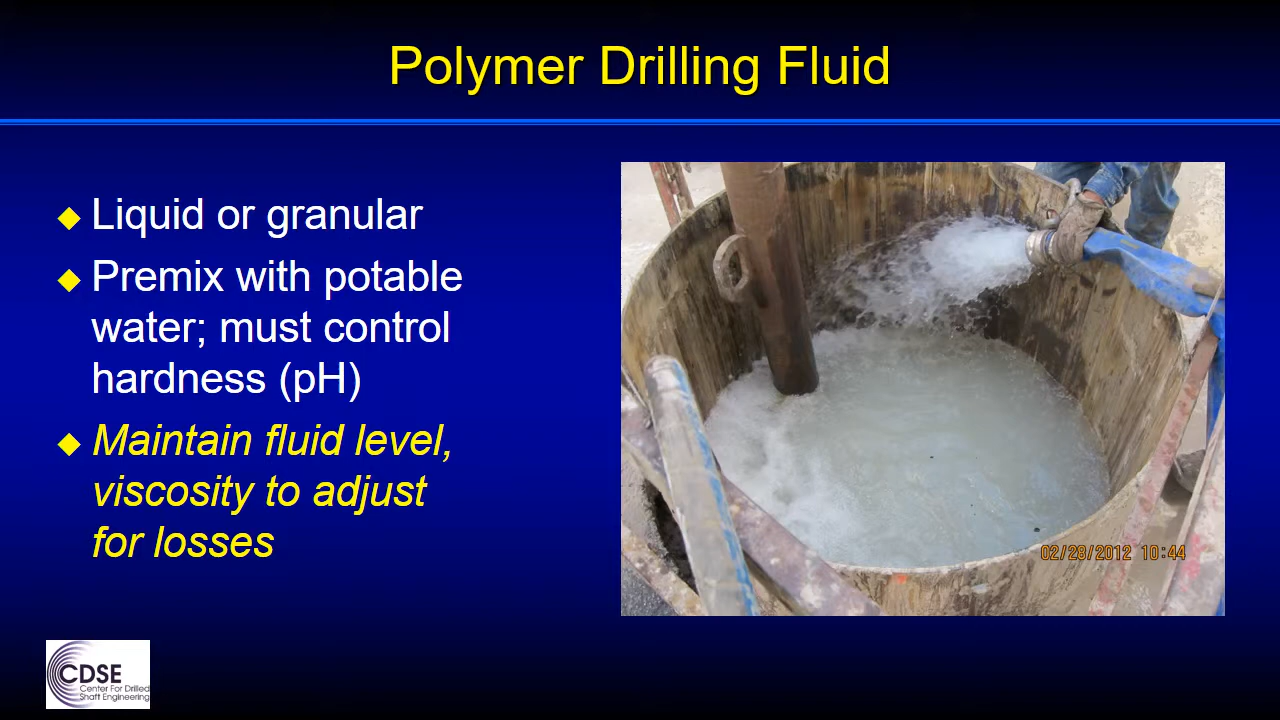 Polymer Drilling Fluid
Liquid or granular
Premix with potable
water; must control
hardness (pH)
Maintain fluid level,
viscosity to adjust
for losses
02/28/2012 10:44
CDSE
Center For Drilled
Shaft Engineering